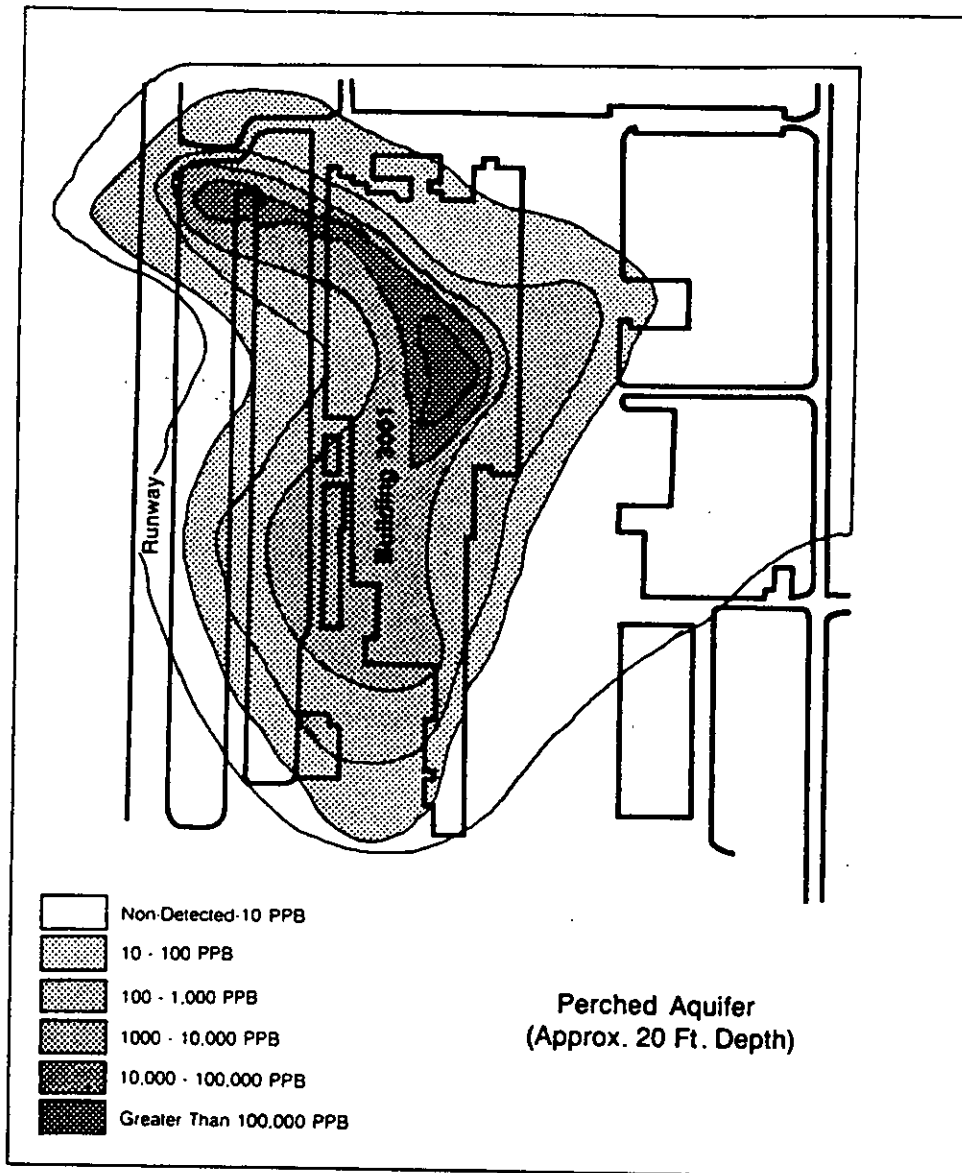 Runway
Building 3001
Non-Detected-10 PPB
10 - 100 PPB
100 - 1,000 PPB
1000 - 10,000 PPB
10,000 - 100,000 PPB
Greater Than 100,000 PPB
Perched Aquifer
(Approx. 20 Ft. Depth)